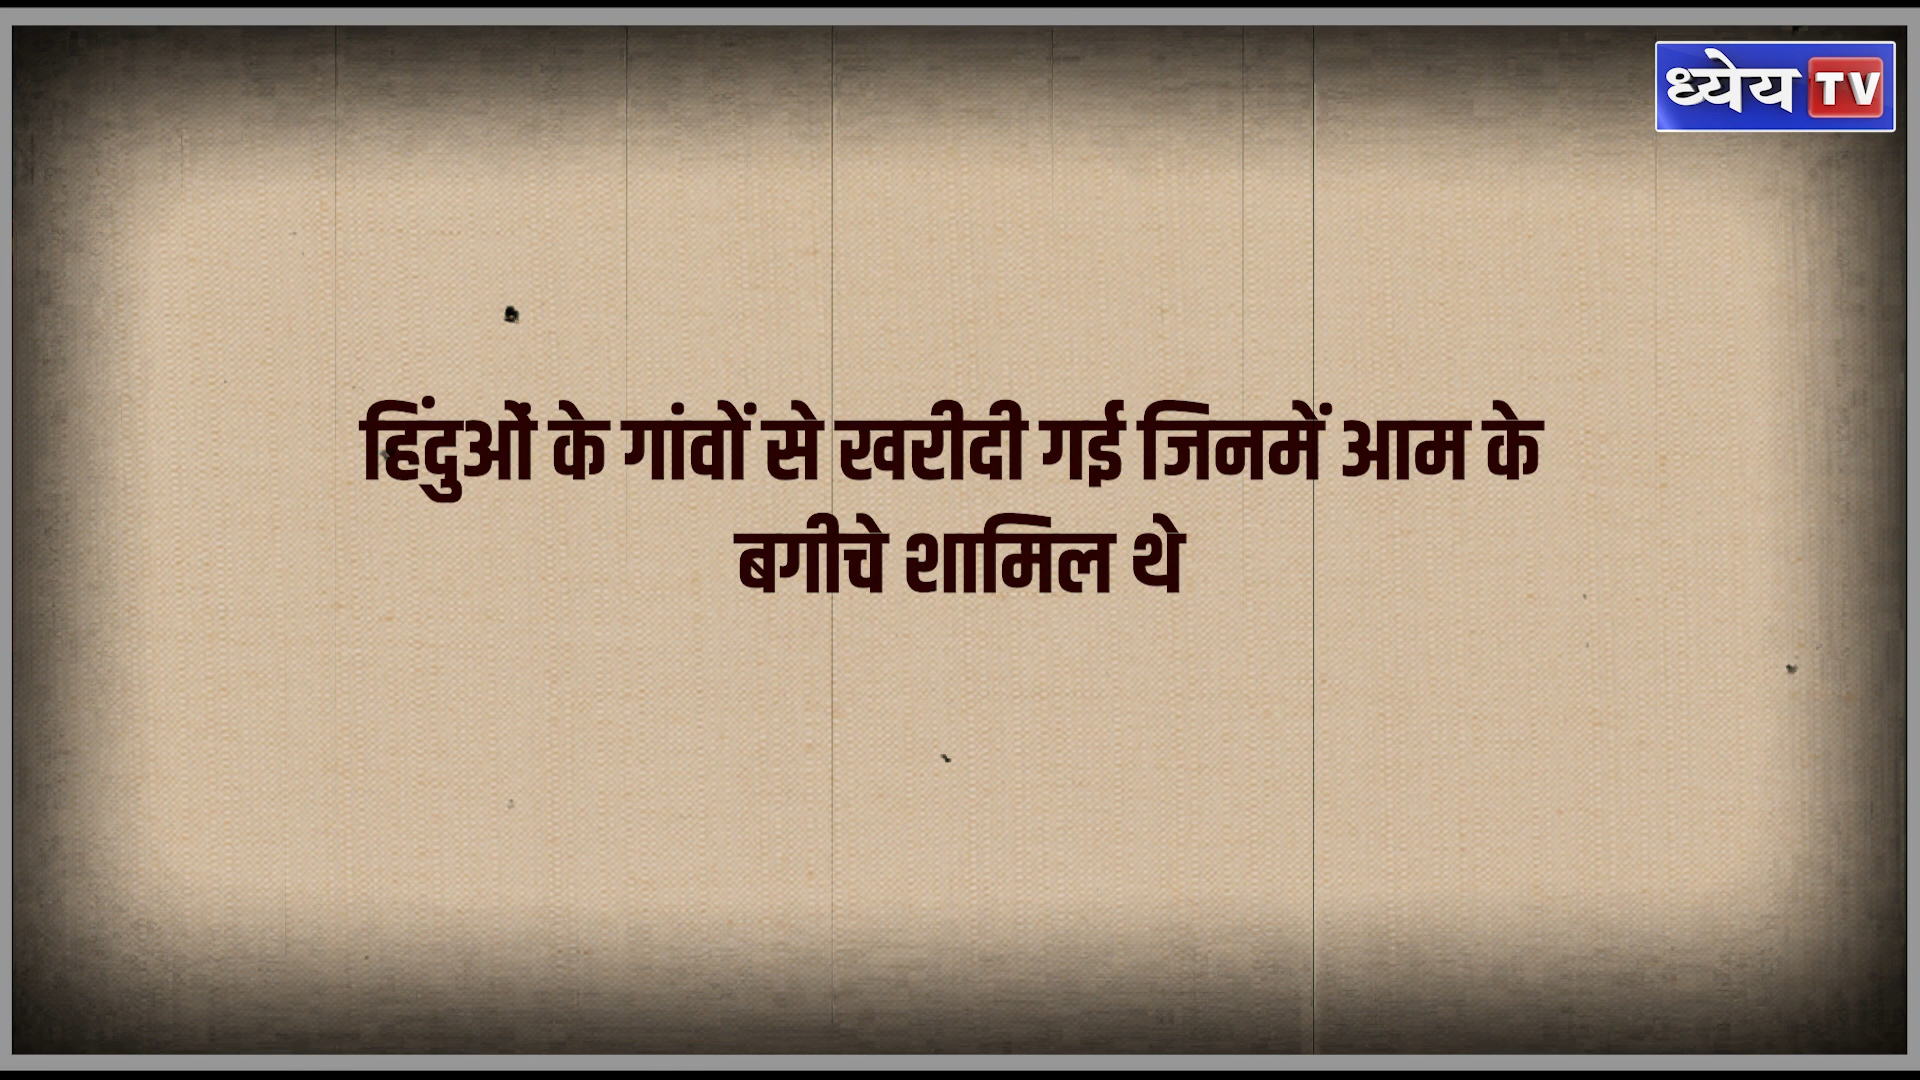 ध्येय TV
हिंदुओं के गांवों से खरीदी गई जिनमें आम के
बगीचे शामिल थे